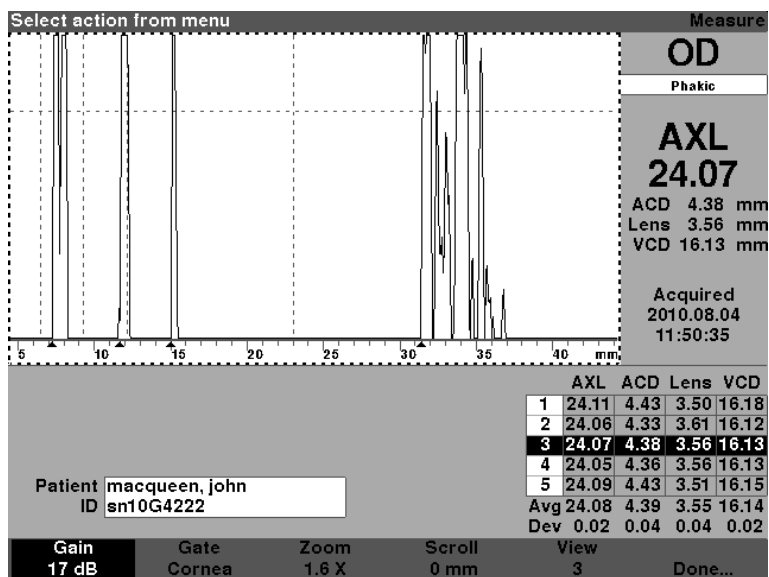 Select action from menu Measure
OD
Phakic
AXL
24.07
ACD 4.38 mm
Lens 3.56 mm
VCD 16.13 mm
Acquired
2010.08.04
11:50:35
5 10 15 20 25 30 35 40 mm
AXL ACD Lens VCD
1 24.11 4.43 3.50 16.18
2 24.06 4.33 3.61 16.12
3 24.07 4.38 3.56 16.13
4 24.05 4.36 3.56 16.13
5 24.09 4.43 3.51 16.15
Avg 24.08 4.39 3.55 16.14
Dev 0.02 0.04 0.04 0.02
Patient macqueen, john
ID sn10G4222
Gain Gate Zoom Scroll View
17 dB Cornea 1.6 X 0 mm 3 Done...